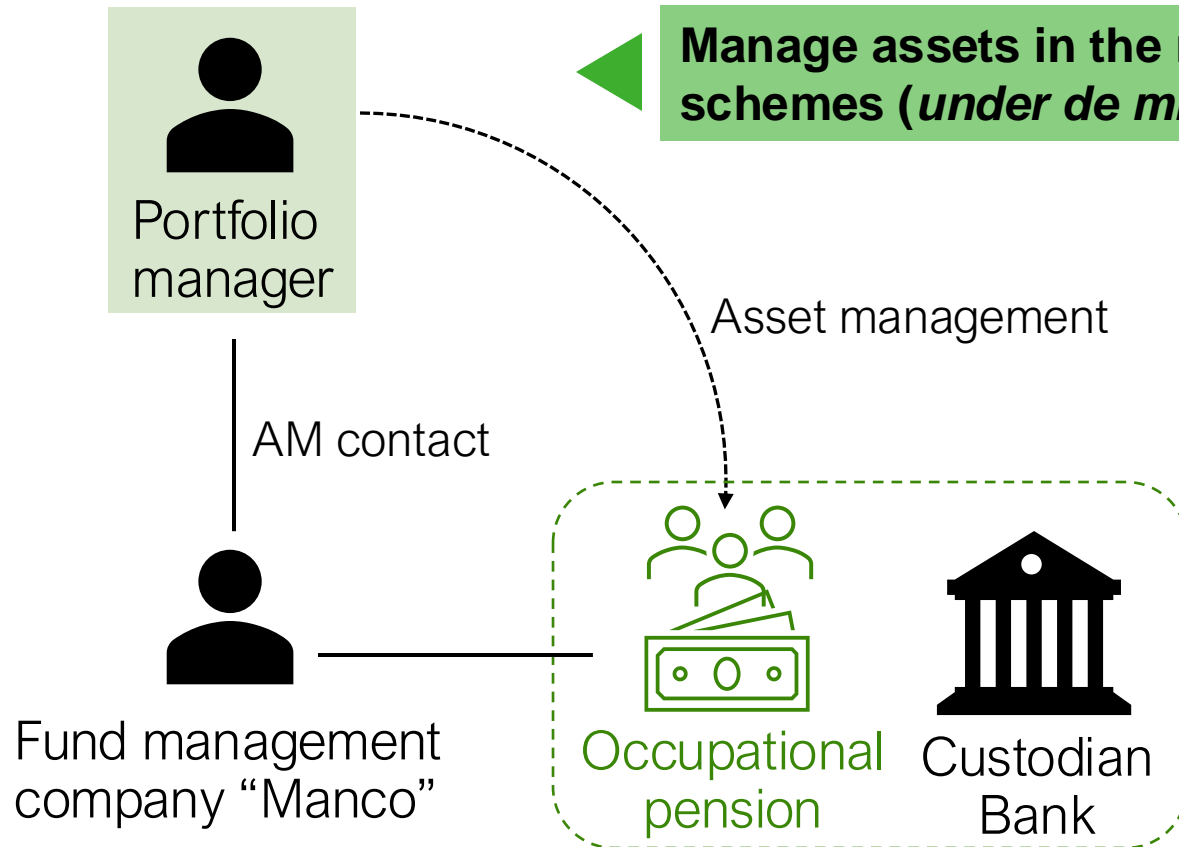 Manage assets in the
schemes (under de
Portfolio
manager
Asset management
AM contact
Fund management
company “Manco”
Occupational
pension
Custodian
Bank